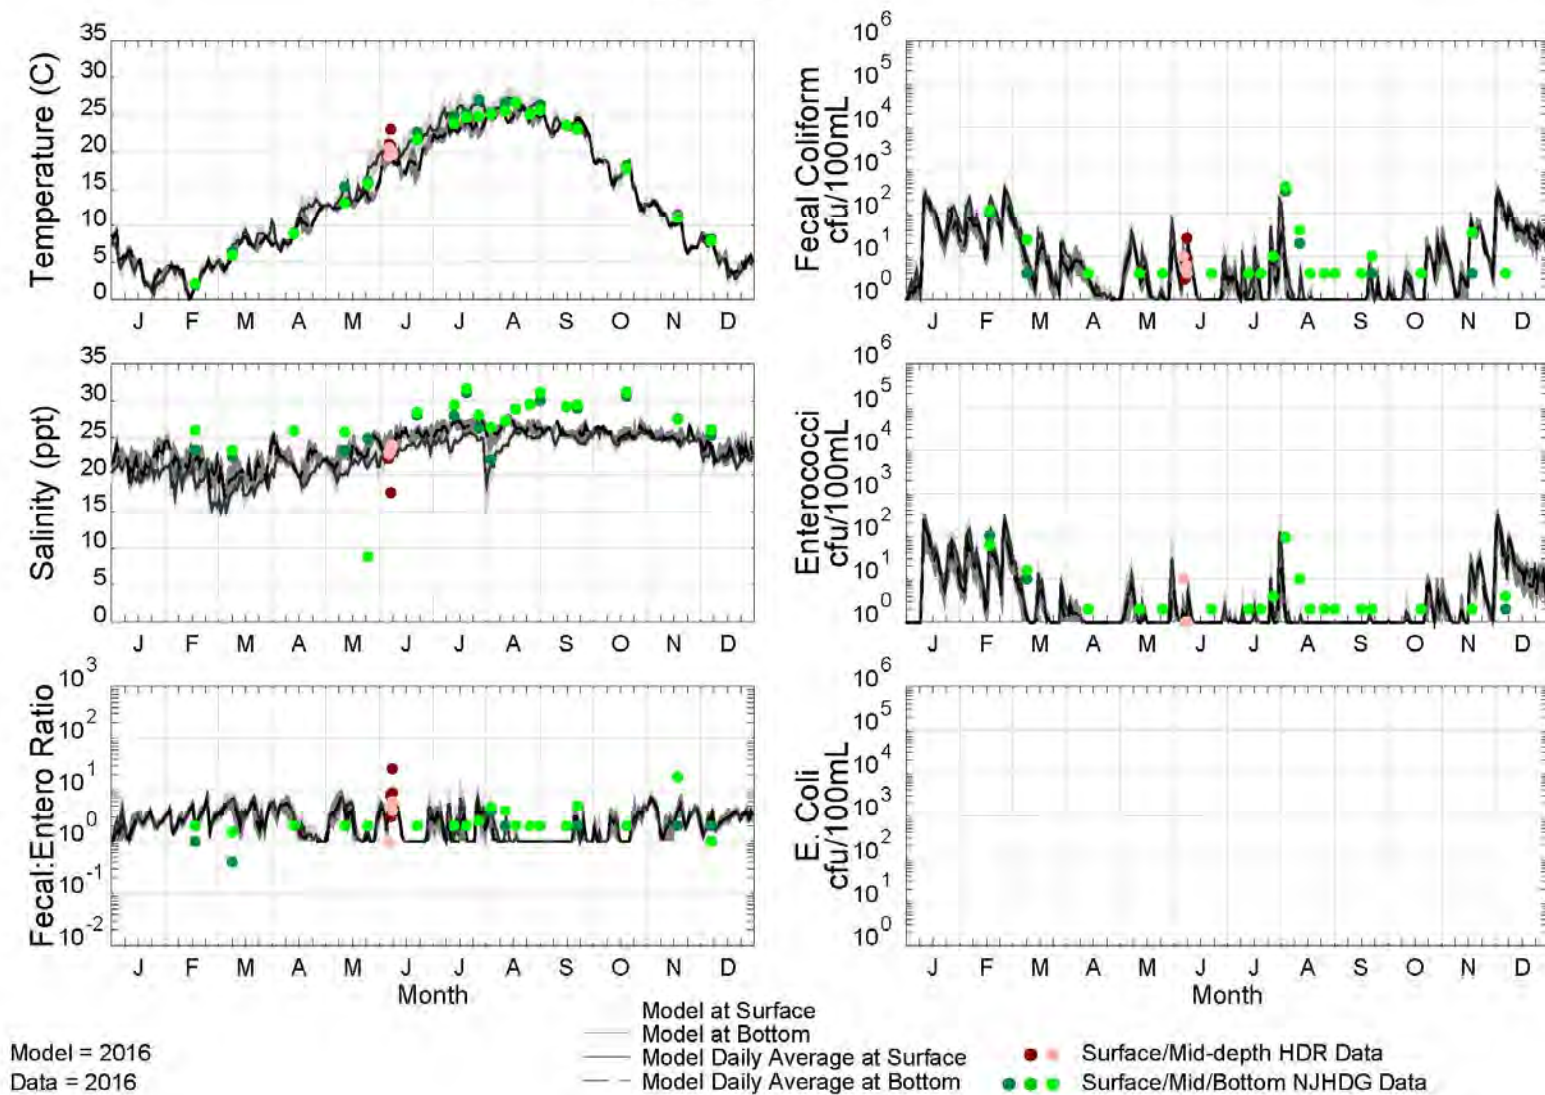 Temperature (C)
35
30
25
20
15
10
5
0
J F M A M J J A S O N D
Fecal Coliform
cfu/100mL
10^6
10^5
10^4
10^3
10^2
10^1
10^0
J F M A M J J A S O N D
Salinity (ppt)
35
30
25
20
15
10
5
0
J F M A M J J A S O N D
Enterococci
cfu/100mL
10^6
10^5
10^4
10^3
10^2
10^1
10^0
J F M A M J J A S O N D
Fecal:Entero Ratio
10^3
10^2
10^1
10^0
10^-1
10^-2
J F M A M J J A S O N D
Month
E. Coli
cfu/100mL
10^6
10^5
10^4
10^3
10^2
10^1
10^0
J F M A M J J A S O N D
Month
Model = 2016
Data = 2016
Model at Surface
Model at Bottom
Model Daily Average at Surface
Model Daily Average at Bottom
Surface/Mid-depth HDR Data
Surface/Mid/Bottom NJHDG Data